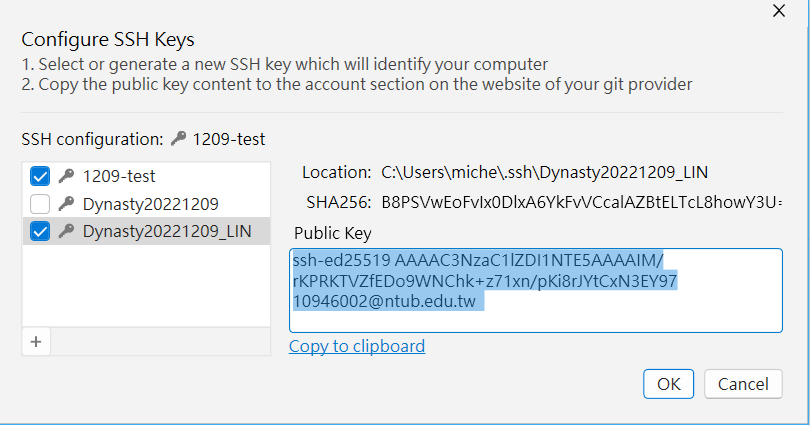 Configure SSH Keys
1. Select or generate a new SSH key which will identify your computer
2. Copy the public key content to the account section on the website of your git provider
SSH configuration: 1209-test
1209-test
Dynasty20221209
Dynasty20221209_LIN
Location: C:\Users\miche\.ssh\Dynasty20221209_LIN
SHA256: B8PSVwEoFvIx0DlxA6YkFvVCcalAZBtELTcL8howY3U=
Public Key
ssh-ed25519 AAAAC3NzaC1lZDI1NTE5AAAAIM/
rKPRKTVZfEDo9WNChk+z71xn/pKi8rJYtCxN3EY97
10946002@ntub.edu.tw
Copy to clipboard
+
OK
Cancel